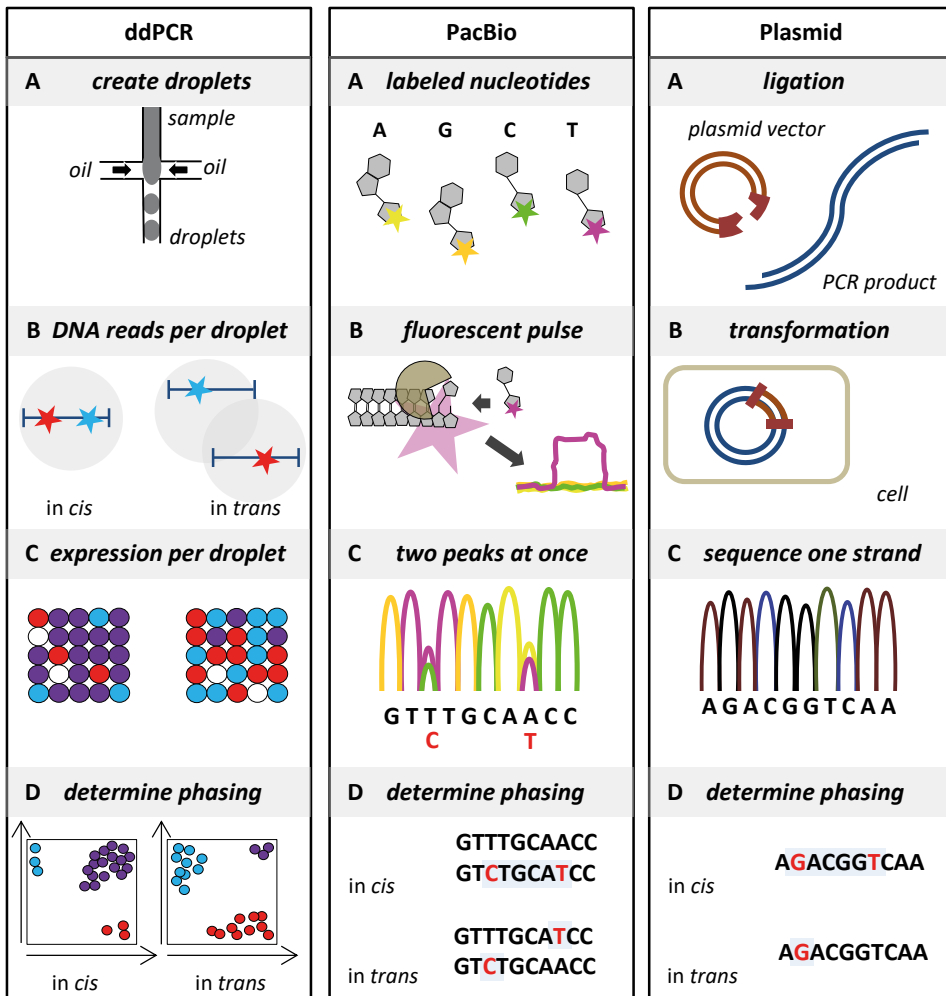 ddPCR
A create droplets
sample
oil
oil
droplets
B DNA reads per droplet
in cis
in trans
C expression per droplet
D determine phasing
in cis
in trans
PacBio
A labeled nucleotides
A G C T
B fluorescent pulse
C two peaks at once
G T T T G C A A C C
C T
D determine phasing
GTTTGCAACC
in cis
GTCTGCATCC
GTTTGCATCC
in trans
GTCTGCAACC
Plasmid
A ligation
plasmid vector
PCR product
B transformation
cell
C sequence one strand
A G A C G G T C A A
D determine phasing
in cis
AGACGGTCAA
in trans
AGACGGTCAA